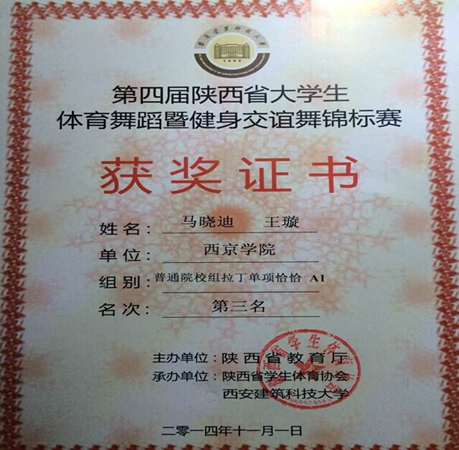 第四届陕西省大学生
体育舞蹈暨健身交谊舞锦标赛
获奖证书
姓名： 马晓迪 王璇
单位： 西京学院
组别： 普通院校组拉丁单项恰恰 A1
名次： 第三名
主办单位：陕西省教育厅
承办单位：陕西省学生体育协会
西安建筑科技大学
二零一四年十一月一日